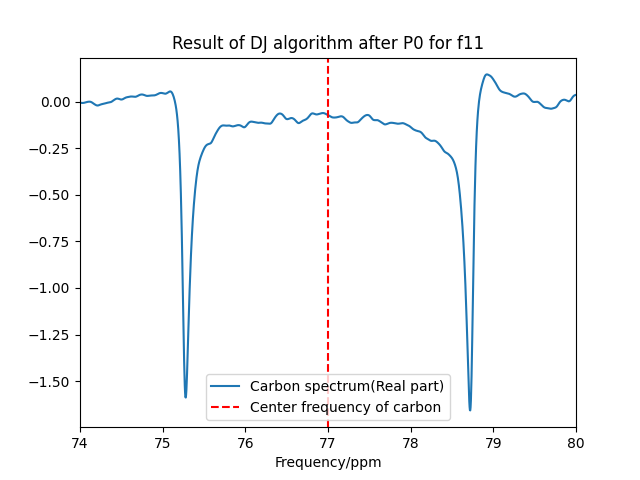 Result of DJ algorithm after P0 for f11
0.00
−0.25
−0.50
−0.75
−1.00
−1.25
−1.50
Carbon spectrum(Real part)
Center frequency of carbon
74 75 76 77 78 79 80
Frequency/ppm